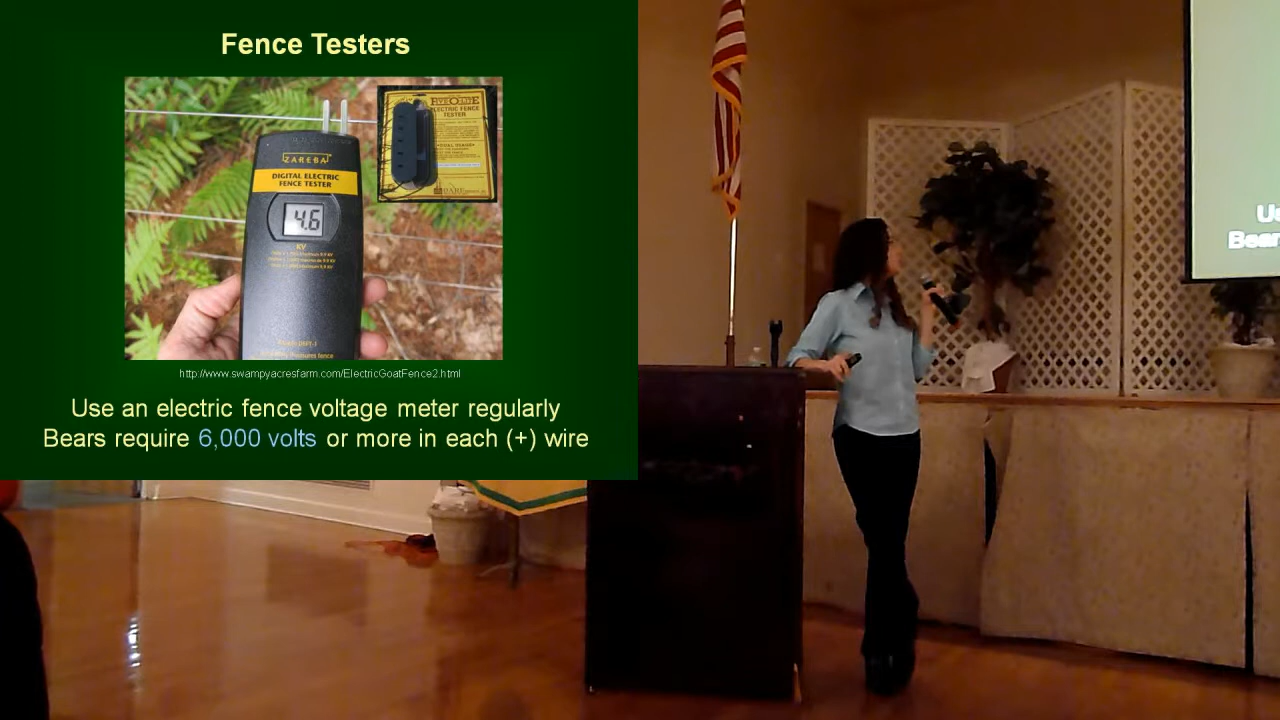 Fence Testers
ZAREBA
DIGITAL ELECTRIC
FENCE TESTER
4.6
KV
ELECTRIC FENCE
TESTER
http://www.swampyacresfarm.com/ElectricGoatFence2.html
Use an electric fence voltage meter regularly
Bears require 6,000 volts or more in each (+) wire
Bear